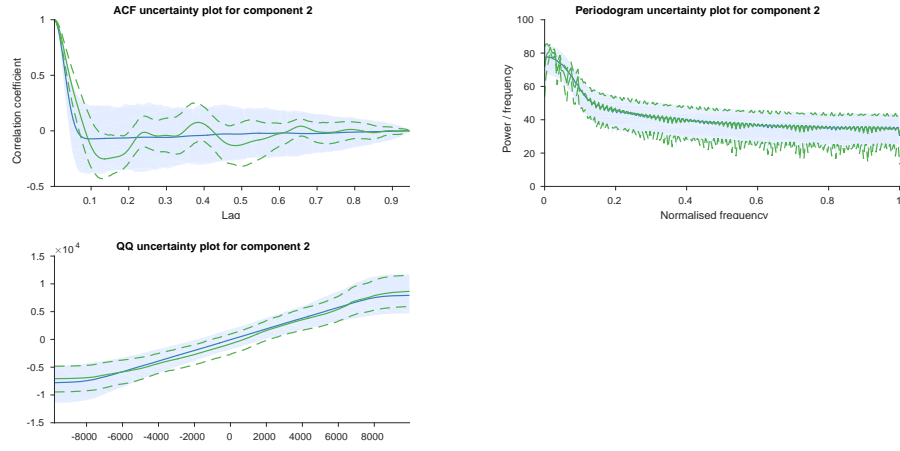 ACF uncertainty plot for component 2
Correlation coefficient
1
0.5
0
-0.5
0.1 0.2 0.3 0.4 0.5 0.6 0.7 0.8 0.9
Lag
Periodogram uncertainty plot for component 2
Power / frequency
100
80
60
40
20
0
0 0.2 0.4 0.6 0.8 1
Normalised frequency
QQ uncertainty plot for component 2
×10^4
1.5
1
0.5
0
-0.5
-1
-1.5
-8000 -6000 -4000 -2000 0 2000 4000 6000 8000